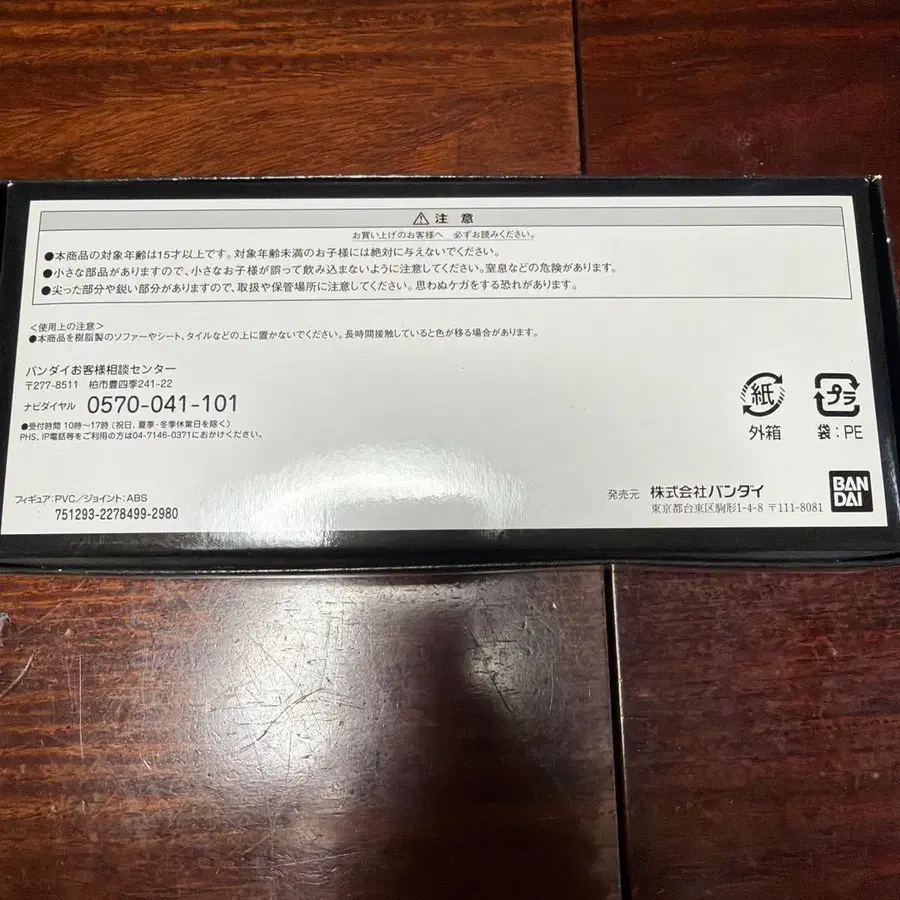 ⚠ 注意
お買い上げのお客様へ 必ずお読みください。
●本商品の対象年齢は15才以上です。対象年齢未満のお子様には絶対に与えないでください。
●小さな部品がありますので、小さなお子様が誤って飲み込まないように注意してください。窒息などの危険があります。
●尖った部分や鋭い部分がありますので、取扱や保管場所に注意してください。思わぬケガをする恐れがあります。
<使用上の注意>
●本商品を樹脂製のソファーやシート、タイルなどの上に置かないでください。長時間接触していると色が移る場合があります。
バンダイお客様相談センター
〒277-8511 柏市豊四季241-22
ナビダイヤル 0570-041-101
●受付時間 10時〜17時 (祝日、夏季・冬季休業日を除く)
PHS、IP電話等をご利用の方は04-7146-0371におかけください。
紙
外箱
プラ
袋:PE
フィギュア:PVC/ジョイント:ABS
751293-2278499-2980
発売元 株式会社バンダイ
東京都台東区駒形1-4-8 〒111-8081
BAN
DAI